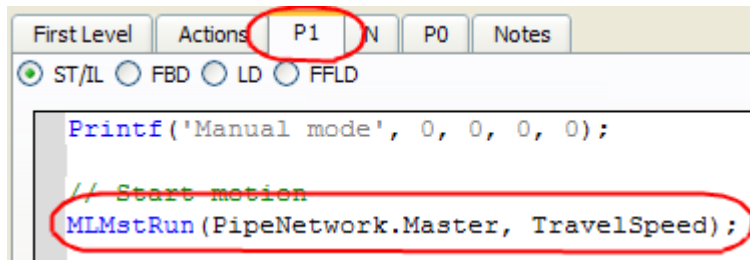 First Level Actions P1 N P0 Notes
ST/IL FBD LD FFLD
Printf('Manual mode', 0, 0, 0, 0);
// Start motion
MLMstRun(PipeNetwork.Master, TravelSpeed);